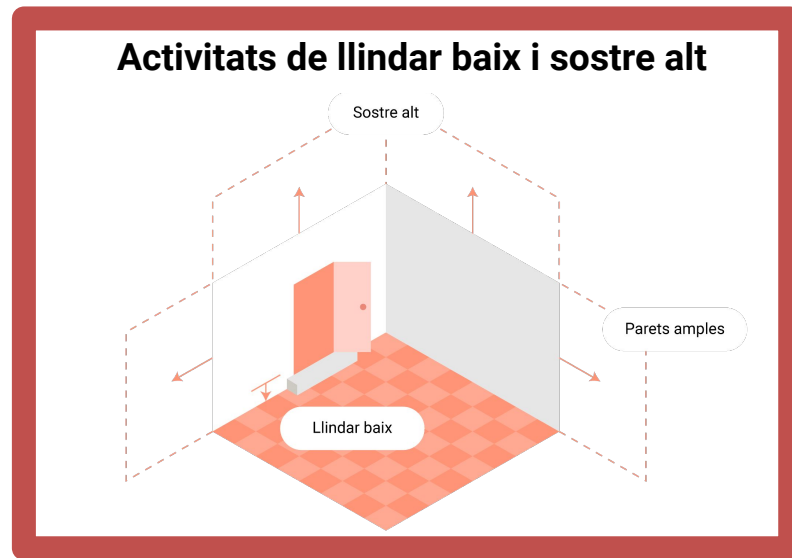 Activitats de llindar baix i sostre alt
Sostre alt
Parets amples
Llindar baix